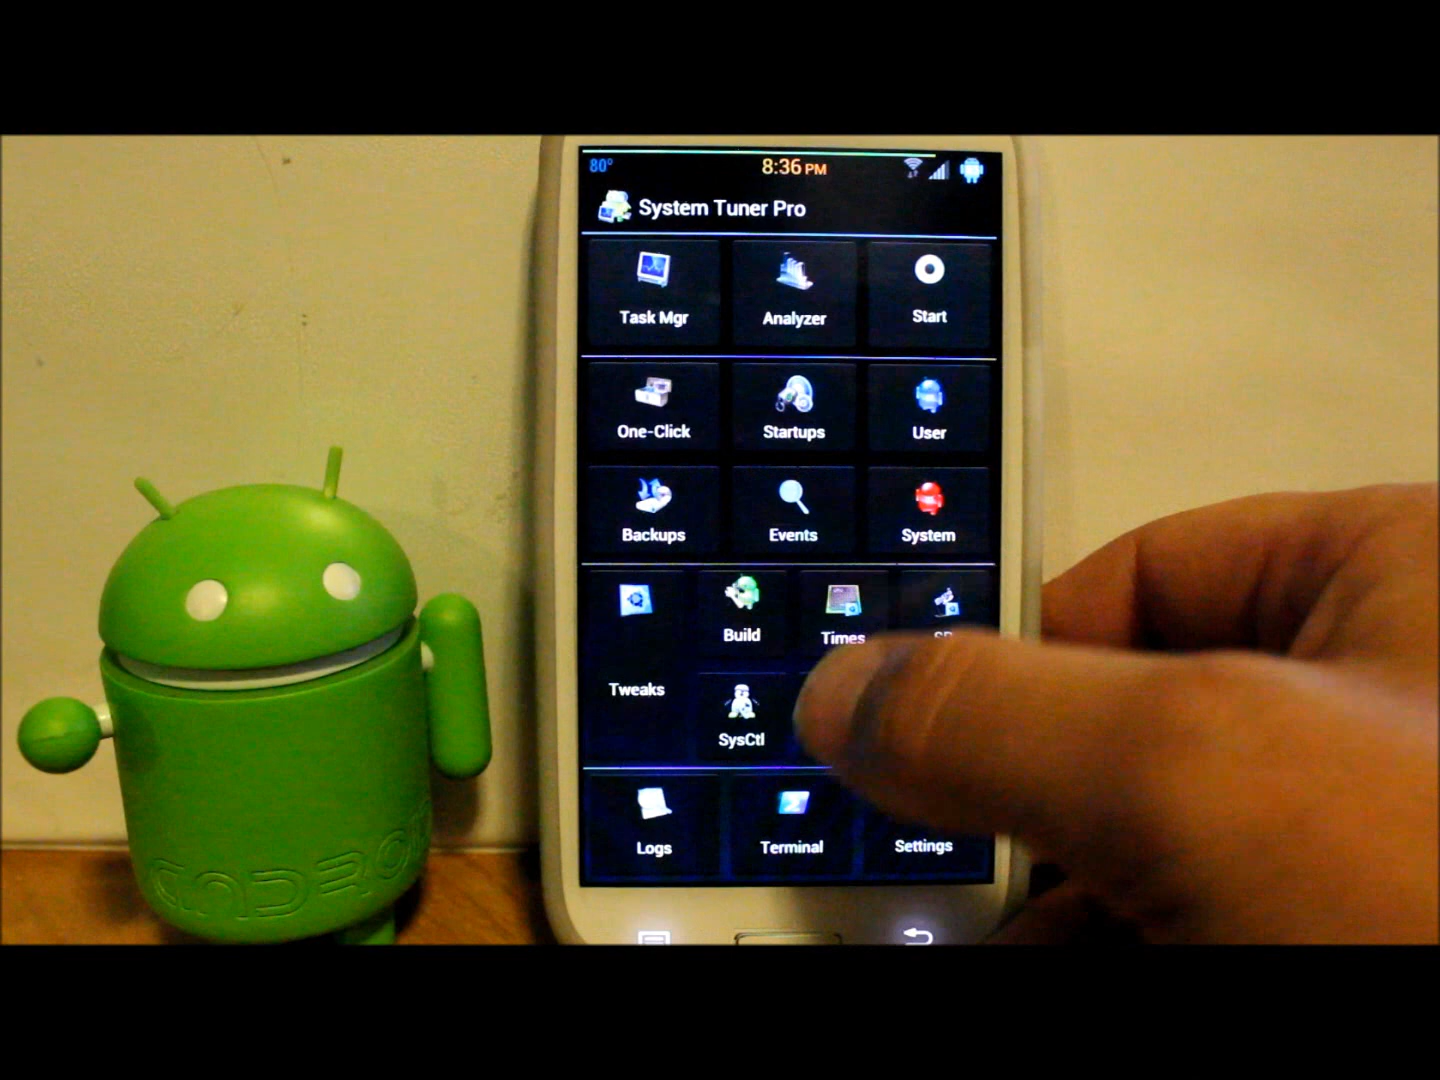 80°
8:36 PM
System Tuner Pro
Task Mgr
Analyzer
Start
One-Click
Startups
User
Backups
Events
System
Build
Times
Tweaks
SysCtl
Logs
Terminal
Settings
ANDROID